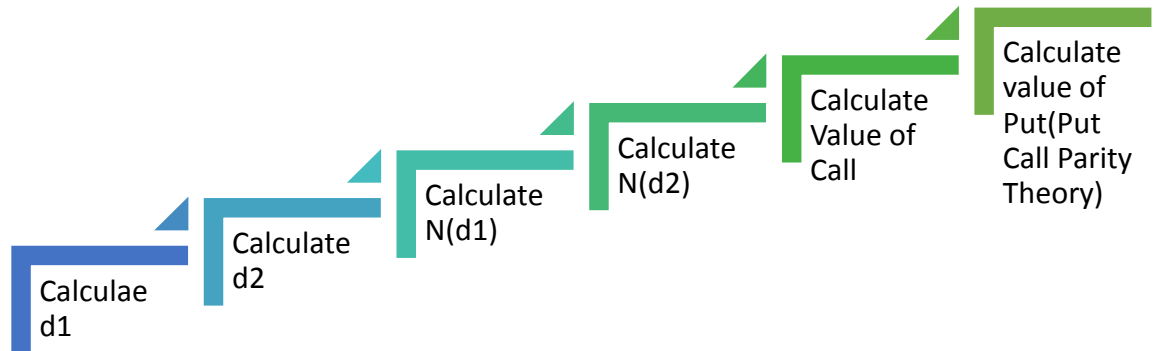 Calculae
d1
Calculate
d2
Calculate
N(d1)
Calculate
N(d2)
Calculate
Value of
Call
Calculate
value of
Put(Put
Call Parity
Theory)